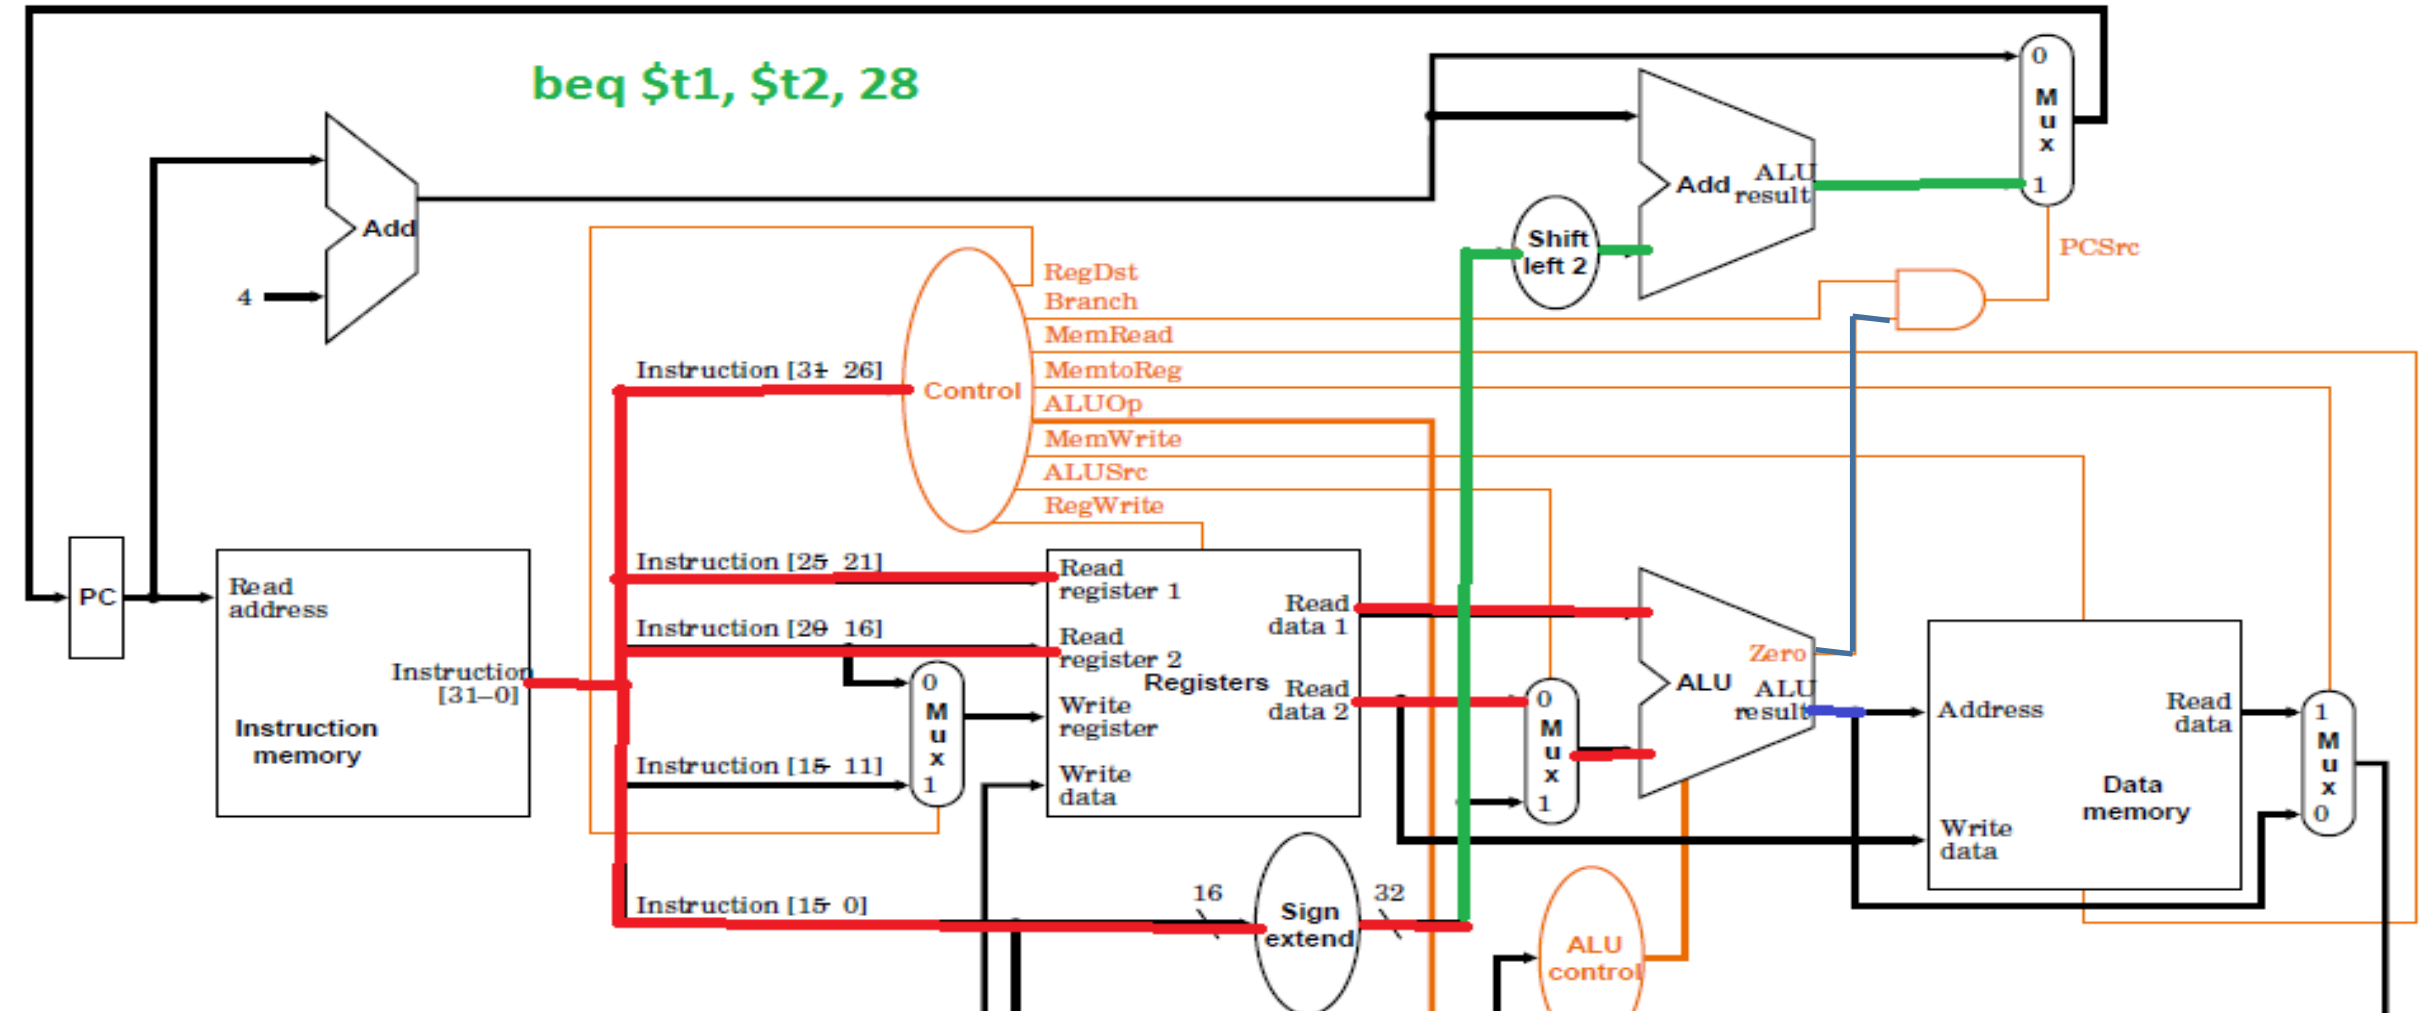 beq $t1, $t2, 28
0
M
u
x
1
Add
ALU
result
Shift
left 2
PCSrc
Add
4
RegDst
Branch
MemRead
MemtoReg
ALUOp
MemWrite
ALUSrc
RegWrite
Control
Instruction [31 26]
Instruction [25 21]
Instruction [20 16]
Instruction [15 11]
Instruction [15 0]
PC
Read
address
Instruction
[31–0]
Instruction
memory
0
M
u
x
1
Read
register 1
Read
register 2
Write
register
Write
data
Registers
Read
data 1
Read
data 2
0
M
u
x
1
Zero
ALU
ALU
result
Address
Read
data
Data
memory
Write
data
1
M
u
x
0
16
Sign
extend
32
ALU
control